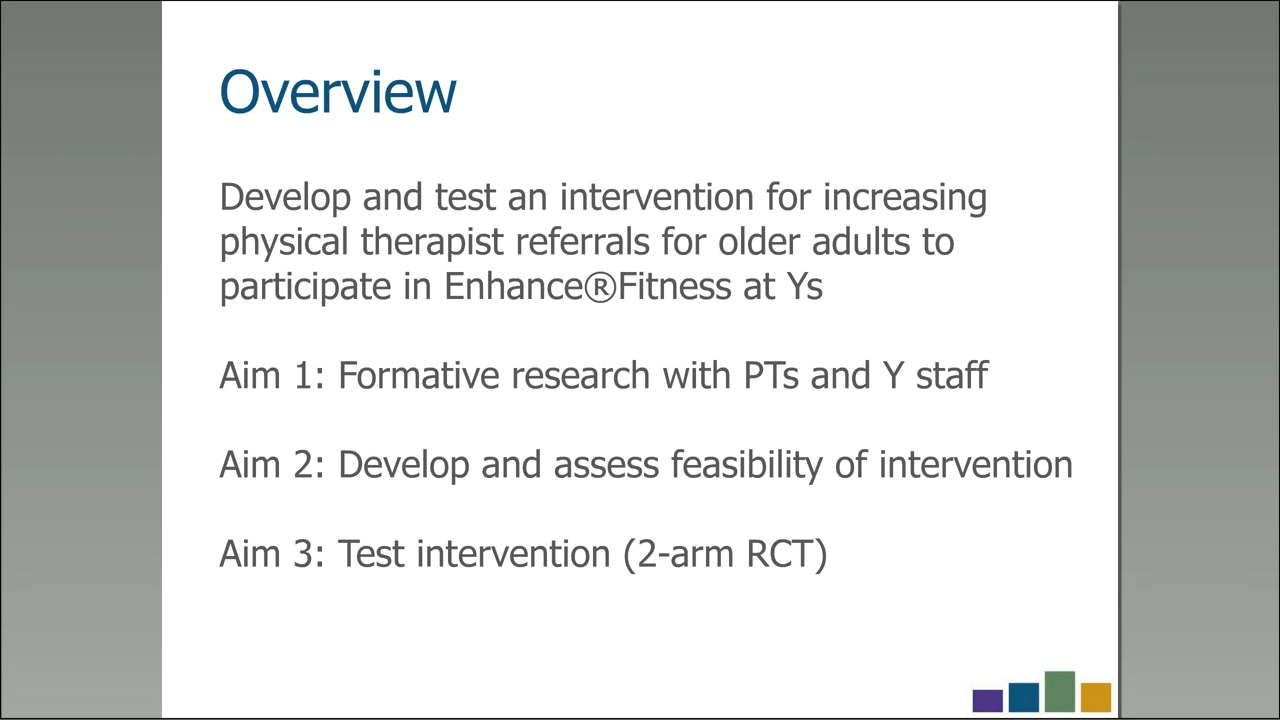 Overview
Develop and test an intervention for increasing
physical therapist referrals for older adults to
participate in Enhance®Fitness at Ys
Aim 1: Formative research with PTs and Y staff
Aim 2: Develop and assess feasibility of intervention
Aim 3: Test intervention (2-arm RCT)